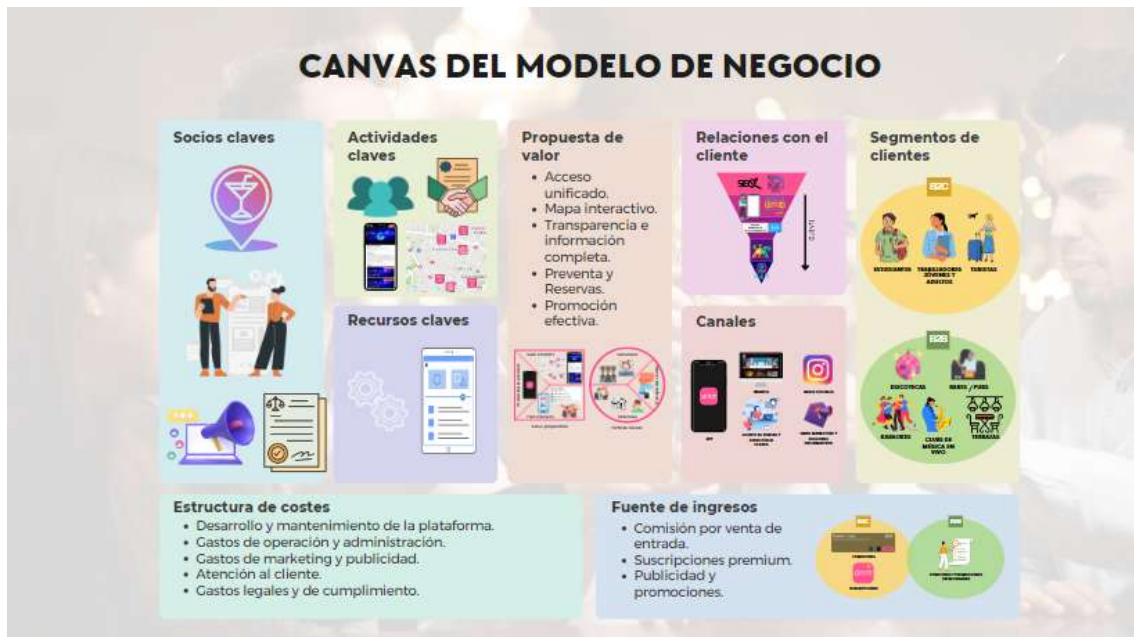 CANVAS DEL MODELO DE NEGOCIO
Socios claves
Actividades
claves
Recursos claves
Propuesta de
valor
• Acceso
unificado.
• Mapa interactivo.
• Transparencia e
información
completa.
• Preventa y
Reservas.
• Promoción
efectiva.
Relaciones con el
cliente
Canales
APP
Segmentos de
clientes
B2C
ESTUDIANTES
TRABAJADORES
JÓVENES Y
ADULTOS
TURISTAS
B2B
DISCOTECAS
BARES / PUBS
KARAOKES
CLUBS DE
MÚSICA EN
VIVO
TERRAZAS
Estructura de costes
• Desarrollo y mantenimiento de la plataforma.
• Gastos de operación y administración.
• Gastos de marketing y publicidad.
• Atención al cliente.
• Gastos legales y de cumplimiento.
Fuente de ingresos
• Comisión por venta de
entrada.
• Suscripciones premium.
• Publicidad y
promociones.